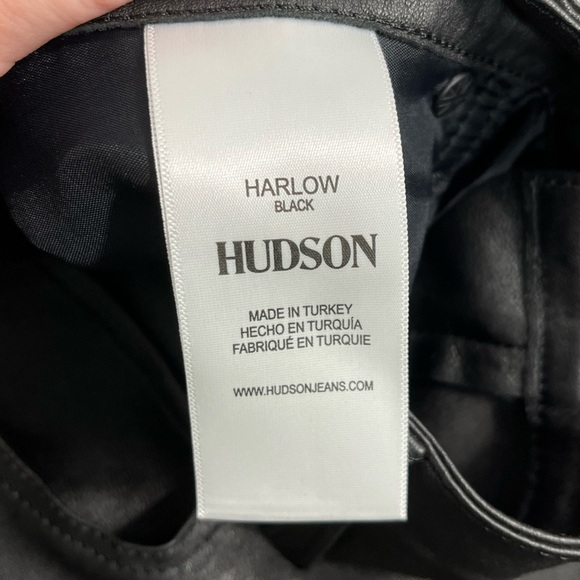 HARLOW
BLACK
HUDSON
MADE IN TURKEY
HECHO EN TURQUÍA
FABRIQUÉ EN TURQUIE
WWW.HUDSONJEANS.COM